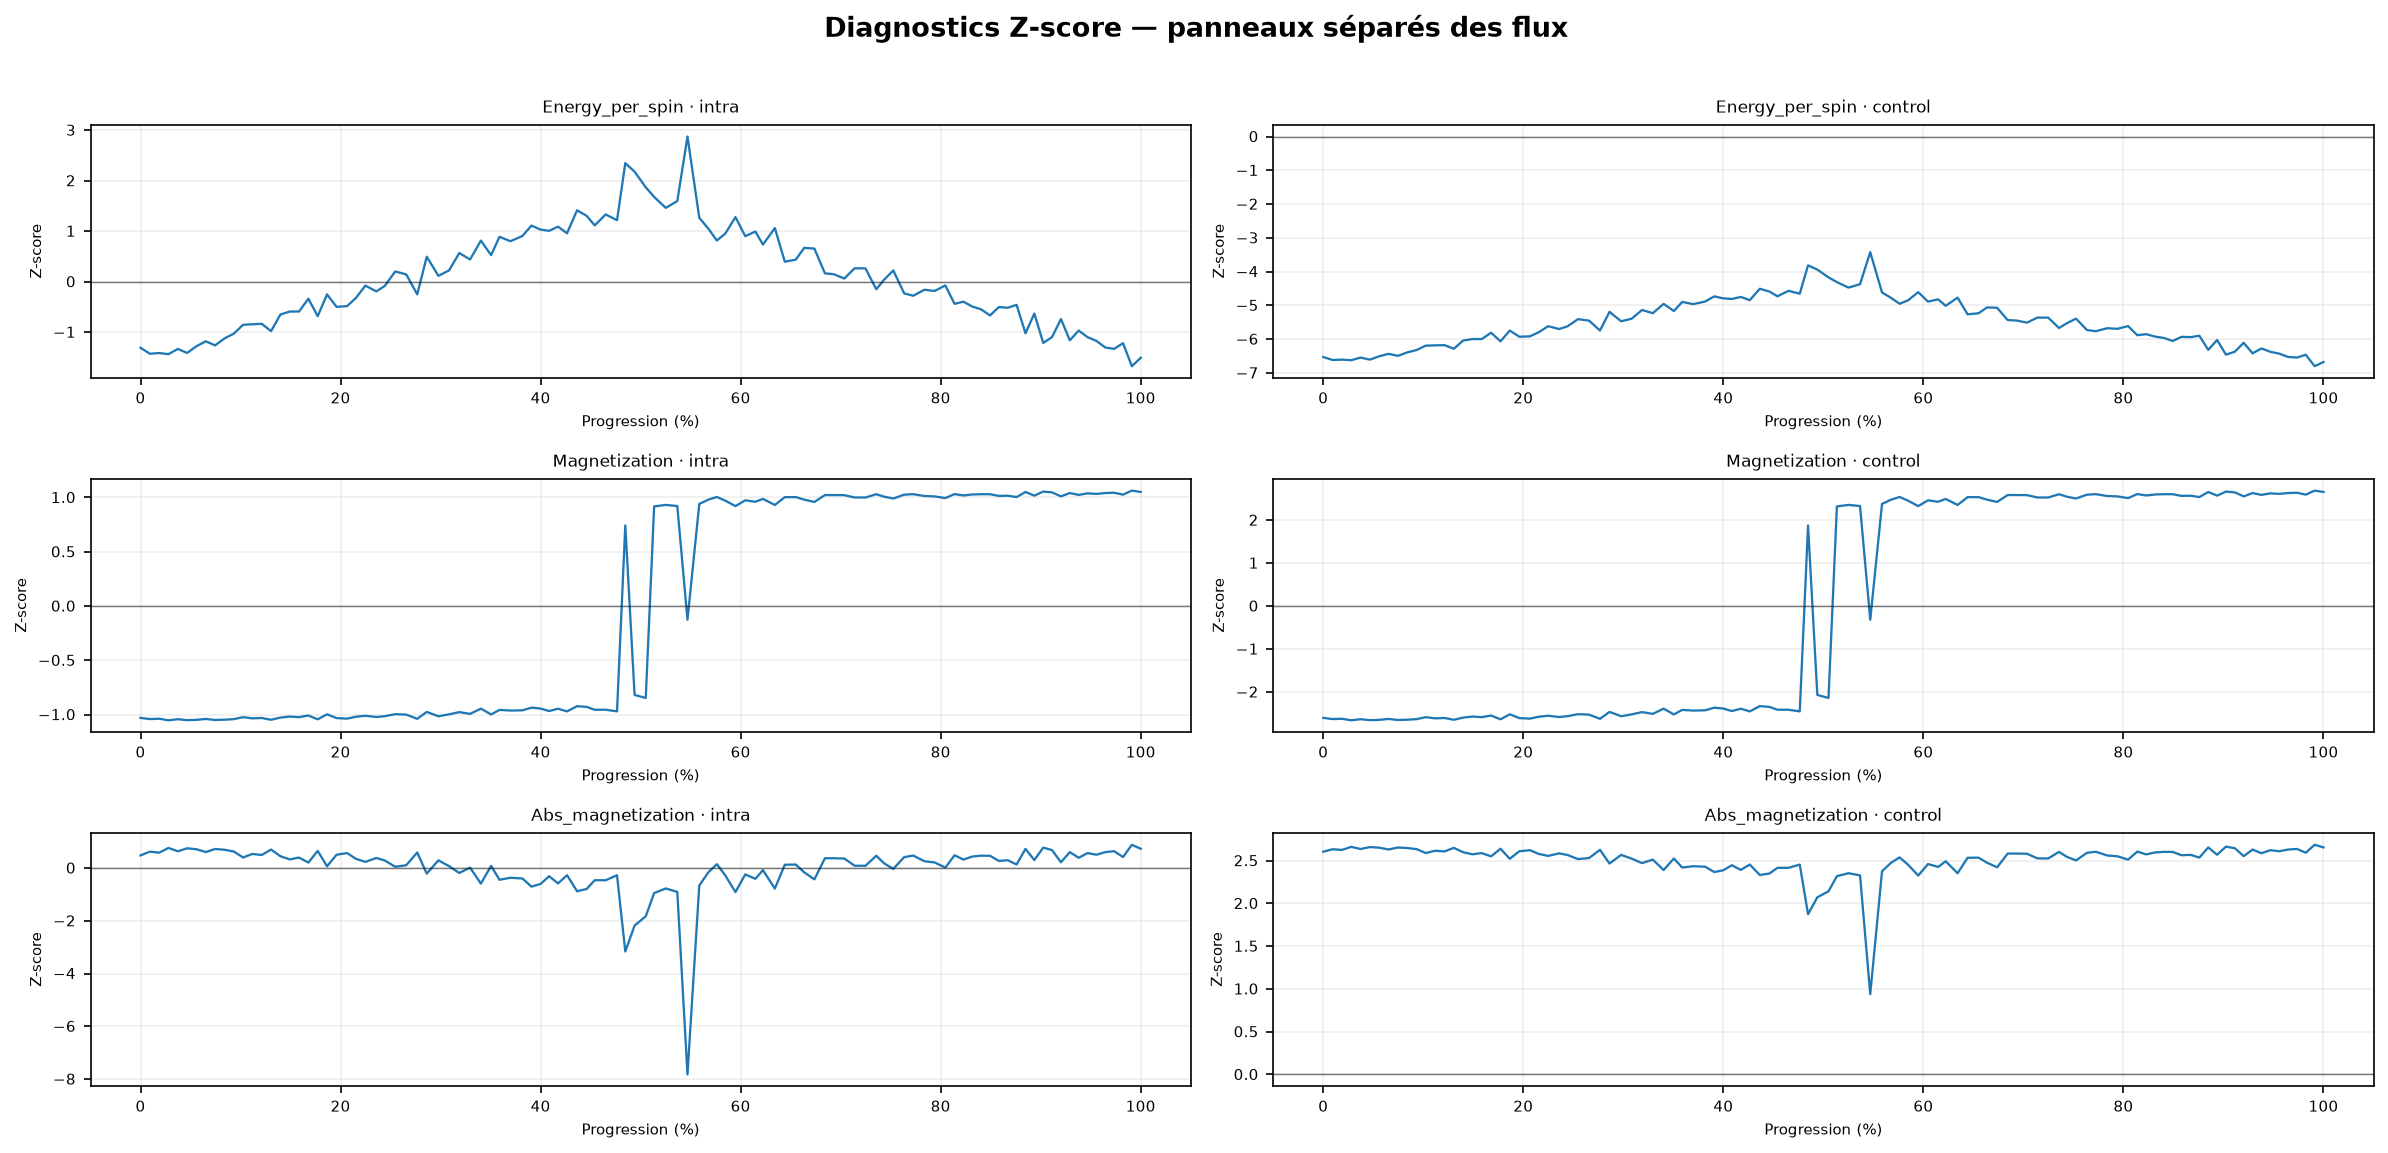 Diagnostics Z-score — panneaux séparés des flux
Energy_per_spin · intra
3
2
1
0
−1
Z-score
0 20 40 60 80 100
Progression (%)
Energy_per_spin · control
0
−1
−2
−3
−4
−5
−6
−7
Z-score
0 20 40 60 80 100
Progression (%)
Magnetization · intra
1.0
0.5
0.0
−0.5
−1.0
Z-score
0 20 40 60 80 100
Progression (%)
Magnetization · control
2
1
0
−1
−2
Z-score
0 20 40 60 80 100
Progression (%)
Abs_magnetization · intra
0
−2
−4
−6
−8
Z-score
0 20 40 60 80 100
Progression (%)
Abs_magnetization · control
2.5
2.0
1.5
1.0
0.5
0.0
Z-score
0 20 40 60 80 100
Progression (%)